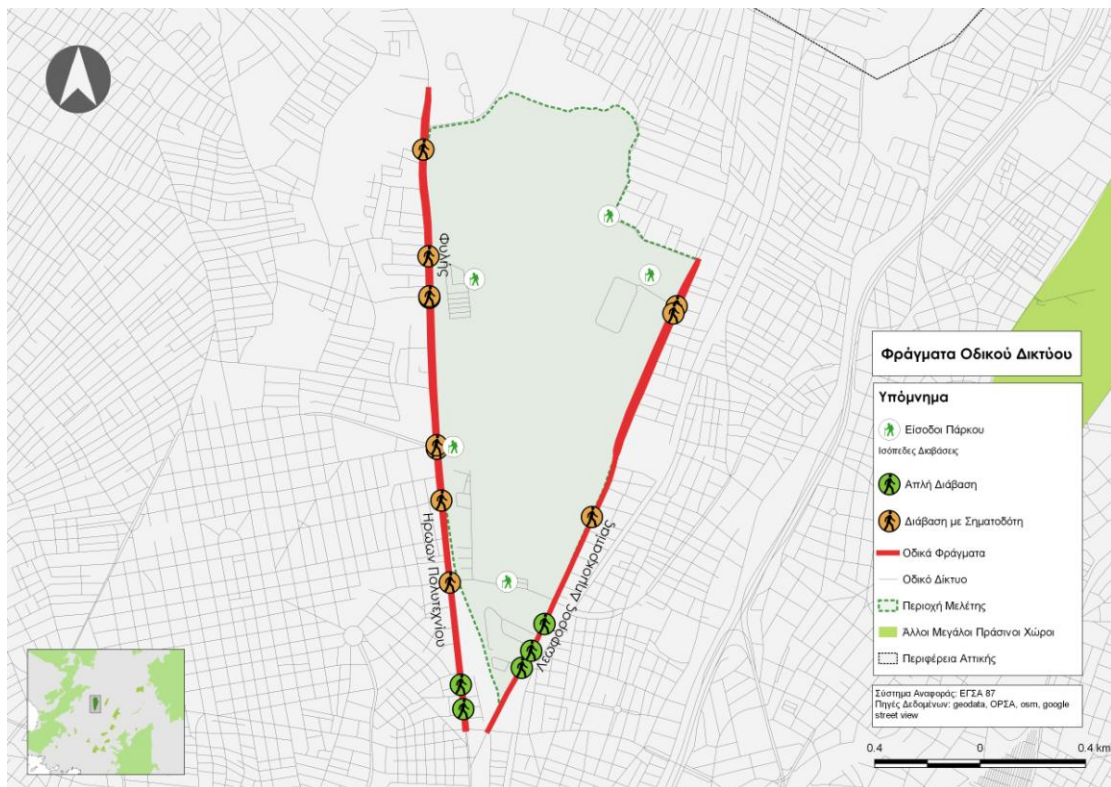 Φυλής
Ηρωων Πολυτεχνίου
Λεωφόρος Δημοκρατίας
Φράγματα Οδικού Δικτύου
Υπόμνημα
Είσοδοι Πάρκου
Ισόπεδες Διαβάσεις
Απλή Διάβαση
Διάβαση με Σηματοδότη
Οδικά Φράγματα
Οδικό Δίκτυο
Περιοχή Μελέτης
Άλλοι Μεγάλοι Πράσινοι Χώροι
Περιφέρεια Αττικής
Σύστημα Αναφοράς: ΕΓΣΑ 87
Πηγές Δεδομένων: geodata, ΟΡΣΑ, osm, google
street view
0.4 0 0.4 km